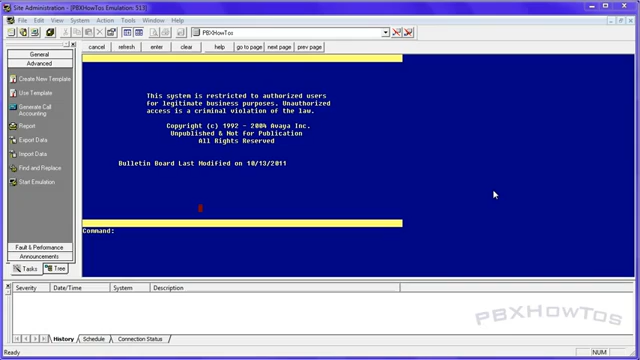 Site Administration - [PBXHowTos Emulation: 513]
File Edit View System Action Tools Window Help
PBXHowTos
General
Advanced
Create New Template
Use Template
Generate Call
Accounting
Report
Export Data
Import Data
Find and Replace
Start Emulation
Fault & Performance
Announcements
Tasks Tree
cancel refresh enter clear help go to page next page prev page
This system is restricted to authorized users
for legitimate business purposes. Unauthorized
access is a criminal violation of the law.
Copyright (c) 1992 - 2004 Avaya Inc.
Unpublished & Not for Publication
All Rights Reserved
Bulletin Board Last Modified on 10/13/2011
Command:
Severity Date/Time System Description
History Schedule Connection Status
Ready
NUM
PBXHowTos